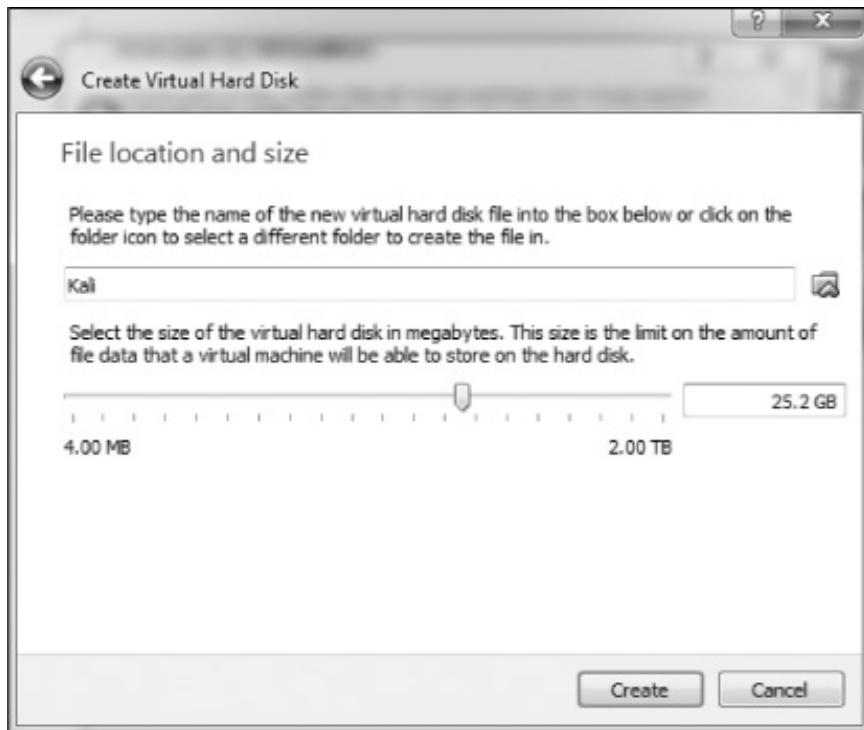 Create Virtual Hard Disk
File location and size
Please type the name of the new virtual hard disk file into the box below or click on the
folder icon to select a different folder to create the file in.
Kali
Select the size of the virtual hard disk in megabytes. This size is the limit on the amount of
file data that a virtual machine will be able to store on the hard disk.
25.2 GB
4.00 MB 2.00 TB
Create Cancel